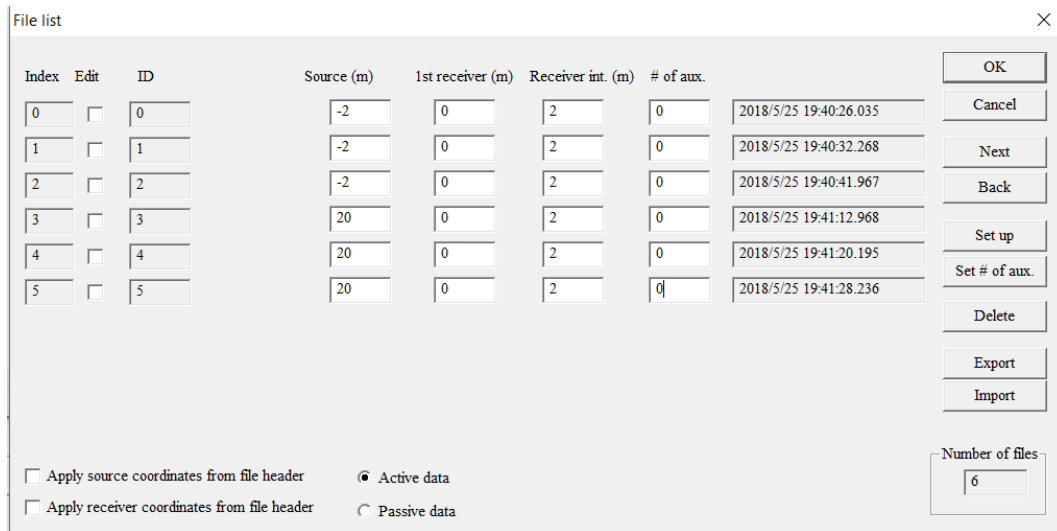 File list
Index Edit ID Source (m) 1st receiver (m) Receiver int. (m) # of aux.
0 0 -2 0 2 0 2018/5/25 19:40:26.035
1 1 -2 0 2 0 2018/5/25 19:40:32.268
2 2 -2 0 2 0 2018/5/25 19:40:41.967
3 3 20 0 2 0 2018/5/25 19:41:12.968
4 4 20 0 2 0 2018/5/25 19:41:20.195
5 5 20 0 2 0 2018/5/25 19:41:28.236
OK
Cancel
Next
Back
Set up
Set # of aux.
Delete
Export
Import
Number of files
6
Apply source coordinates from file header
Apply receiver coordinates from file header
Active data
Passive data